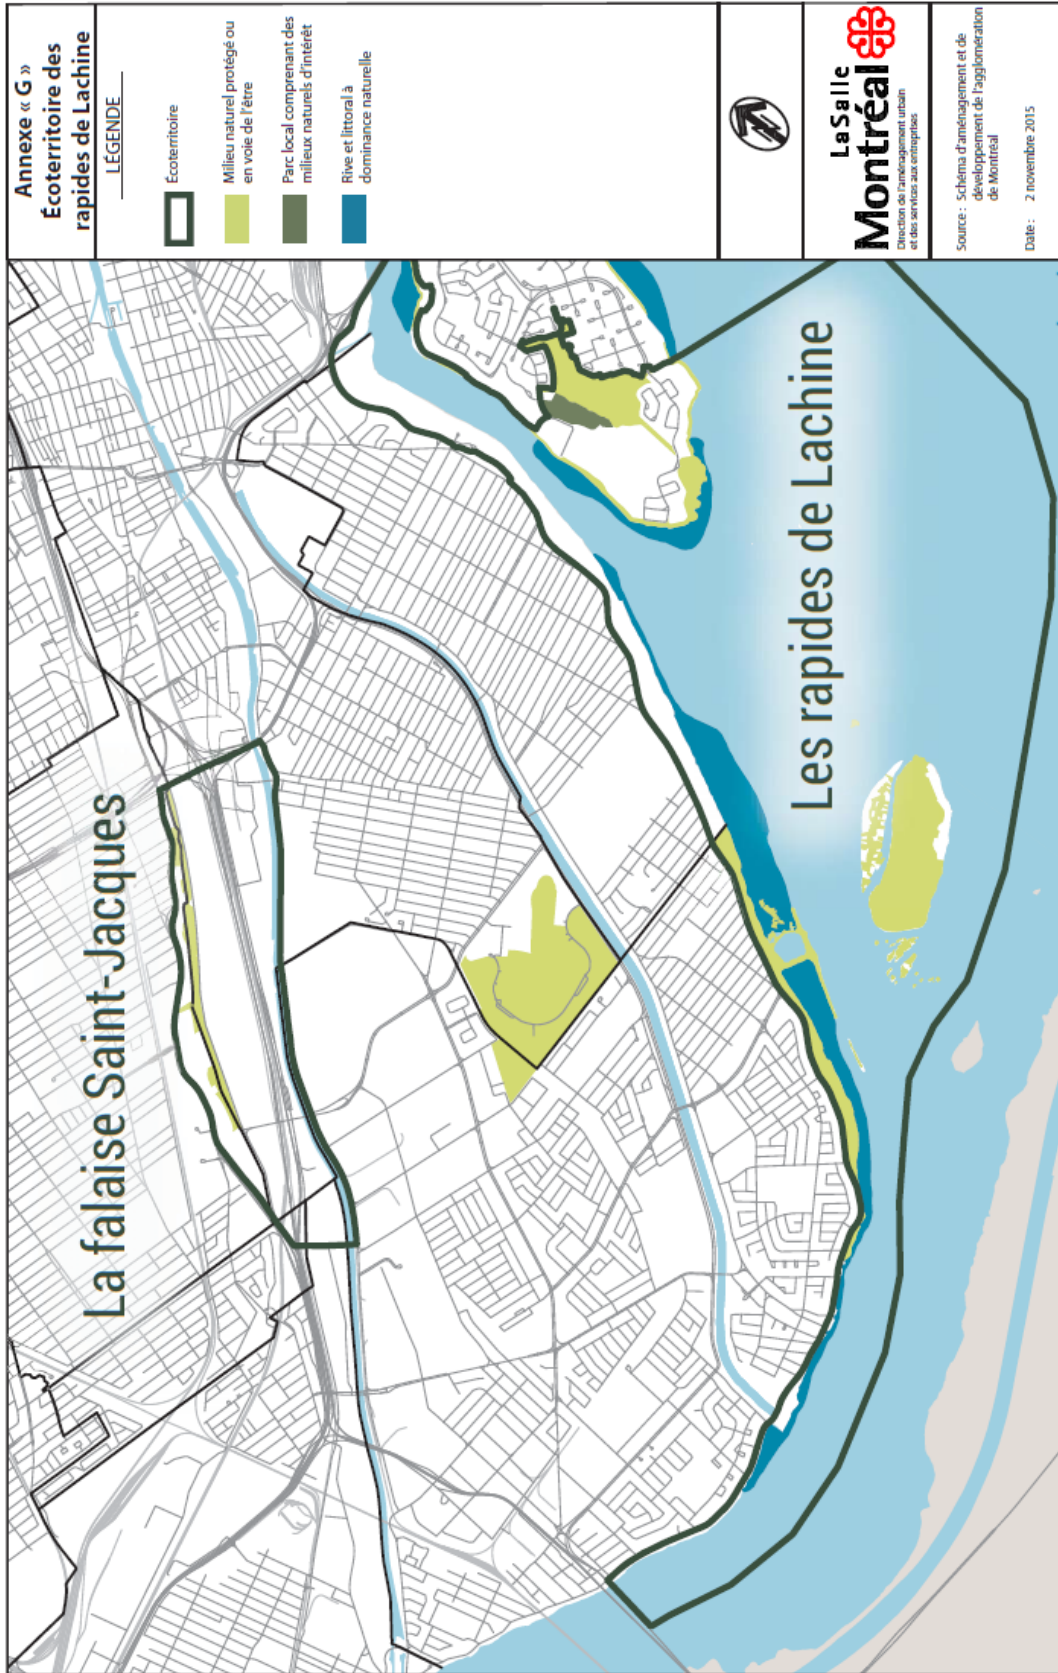 Annexe « G »
Écoterritoire des
rapides de Lachine
LÉGENDE
Écoterritoire
Milieu naturel protégé ou
en voie de l'être
Parc local comprenant des
milieux naturels d'intérêt
Rive et littoral à
dominance naturelle
LaSalle
Montréal
Direction de l'aménagement urbain
et des services aux entreprises
Source : Schéma d'aménagement et de
développement de l'agglomération
de Montréal
Date : 2 novembre 2015
La falaise Saint-Jacques
Les rapides de Lachine